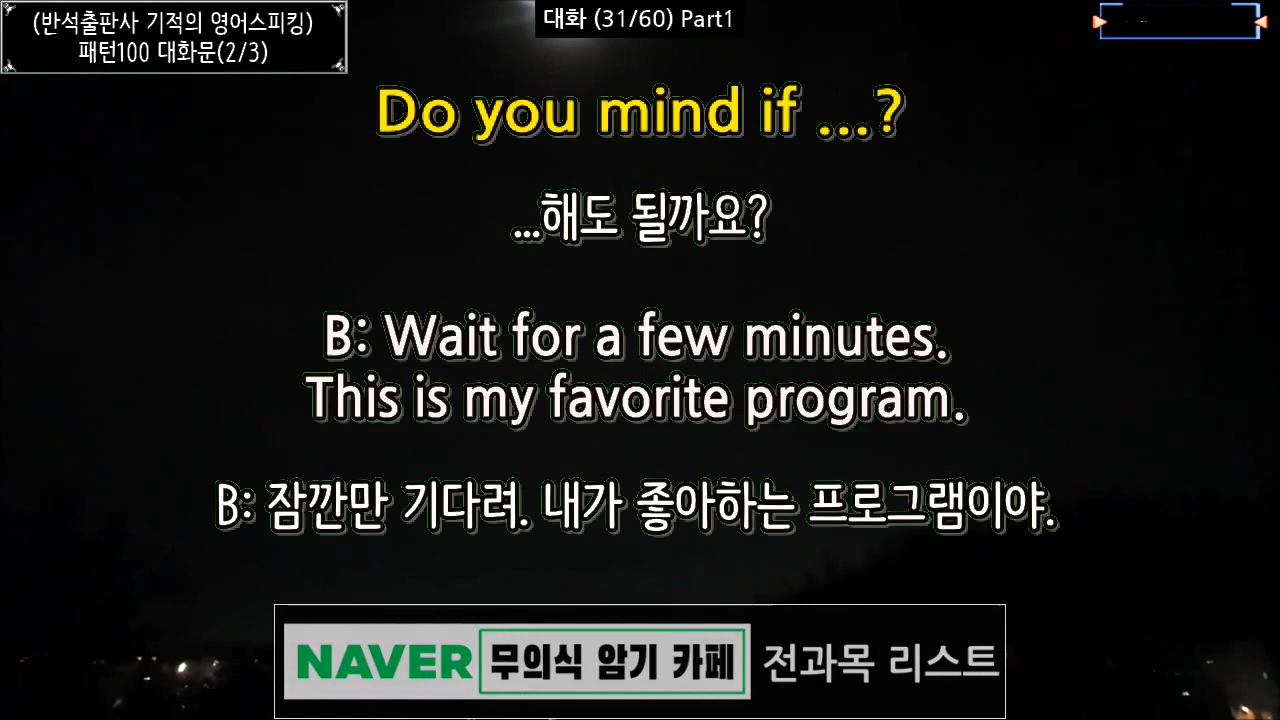 (반석출판사 기적의 영어스피킹)
패턴100 대화문(2/3)
대화 (31/60) Part1
Do you mind if ...?
...해도 될까요?
B: Wait for a few minutes.
This is my favorite program.
B: 잠깐만 기다려. 내가 좋아하는 프로그램이야.
NAVER 무의식 암기 카페 전과목 리스트